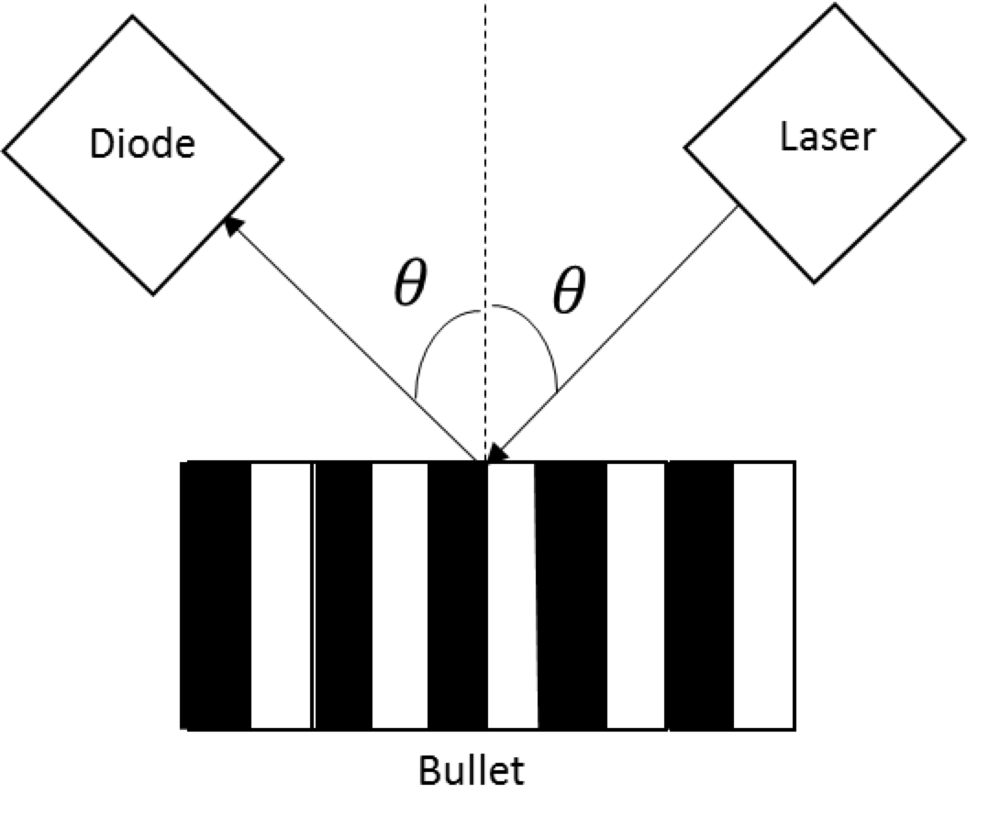 Diode
Laser
θ
θ
Bullet